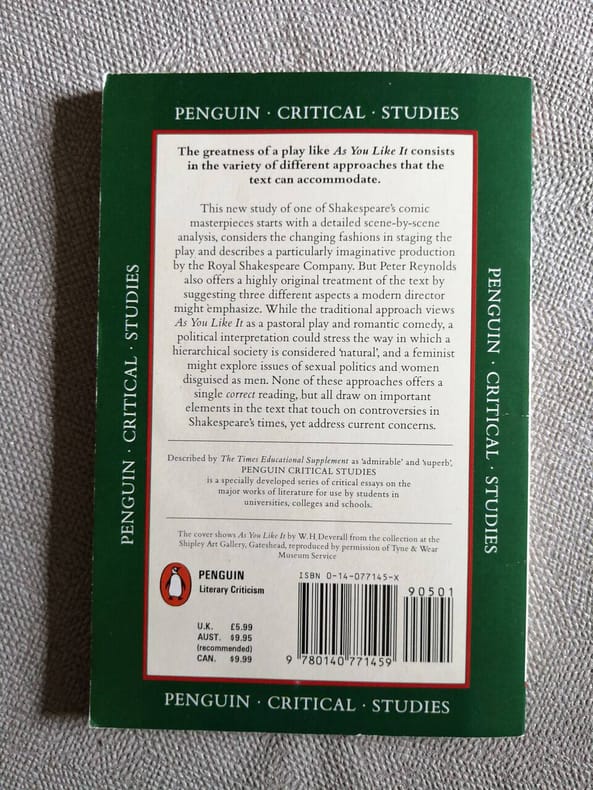 PENGUIN · CRITICAL · STUDIES
The greatness of a play like As You Like It consists
in the variety of different approaches that the
text can accommodate.
This new study of one of Shakespeare's comic
masterpieces starts with a detailed scene-by-scene
analysis, considers the changing fashions in staging the
play and describes a particularly imaginative production
by the Royal Shakespeare Company. But Peter Reynolds
also offers a highly original treatment of the text by
suggesting three different aspects a modern director
might emphasize. While the traditional approach views
As You Like It as a pastoral play and romantic comedy, a
political interpretation could stress the way in which a
hierarchical society is considered 'natural', and a feminist
might explore issues of sexual politics and women
disguised as men. None of these approaches offers a
single correct reading, but all draw on important
elements in the text that touch on controversies in
Shakespeare's times, yet address current concerns.
Described by The Times Educational Supplement as 'admirable' and 'superb',
PENGUIN CRITICAL STUDIES
is a specially developed series of critical essays on the
major works of literature for use by students in
universities, colleges and schools.
The cover shows As You Like It by W.H.Deverall from the collection at the
Shipley Art Gallery, Gateshead, reproduced by permission of Tyne & Wear
Museum Service
PENGUIN
Literary Criticism
U.K. £5.99
AUST. $9.95
(recommended)
CAN. $9.99
ISBN 0-14-077145-X
90501
9 780140 771459
PENGUIN · CRITICAL · STUDIES
PENGUIN · CRITICAL · STUDIES
PENGUIN · CRITICAL · STUDIES